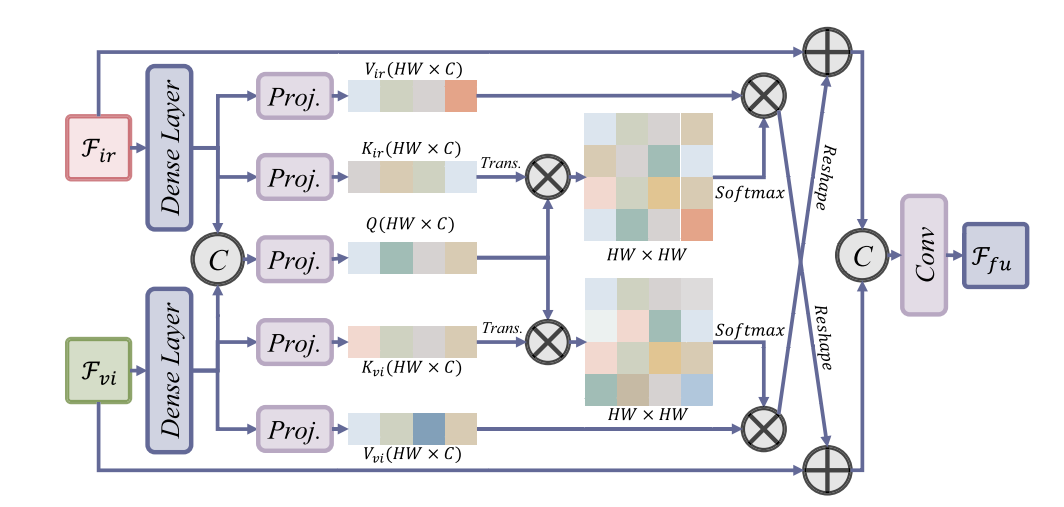 V_ir(HW × C)
Dense Layer
Proj.
F_ir
K_ir(HW × C)
Proj.
Trans.
Softmax
Reshape
Q(HW × C)
C
Proj.
HW × HW
C
Conv
F_fu
Dense Layer
Proj.
Trans.
Softmax
Reshape
F_vi
K_vi(HW × C)
HW × HW
Proj.
V_vi(HW × C)